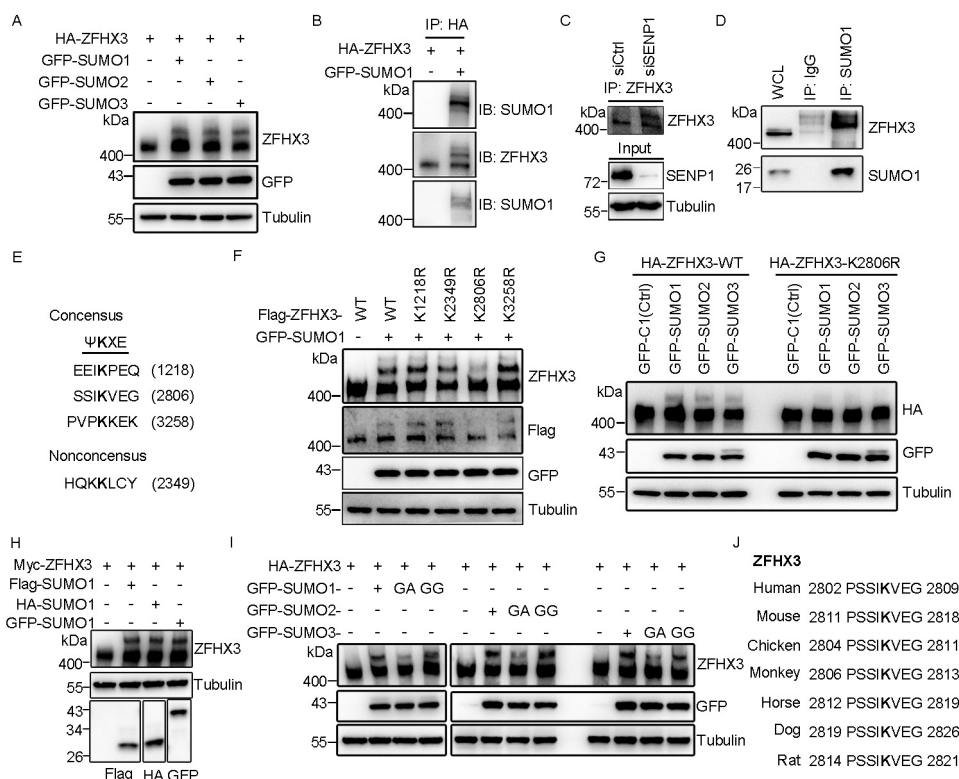 A
HA-ZFHX3 + + + +
GFP-SUMO1 - + - -
GFP-SUMO2 - - + -
GFP-SUMO3 - - - +
kDa
400
ZFHX3
43
GFP
55
Tubulin
B
IP: HA
HA-ZFHX3 + +
GFP-SUMO1 - +
kDa
400
IB: SUMO1
IB: ZFHX3
400
IB: SUMO1
400
C
siCtrl
siSENP1
IP: ZFHX3
kDa
400
ZFHX3
Input
72
SENP1
55
Tubulin
D
WCL
IP: IgG
IP: SUMO1
kDa
400
ZFHX3
26
17
SUMO1
E
Concensus
ΨKXE
EEIKPEQ (1218)
SSIKVEG (2806)
PVPKKEK (3258)
Nonconcensus
HQKKLCY (2349)
F
Flag-ZFHX3- WT WT K1218R K2349R K2806R K3258R
GFP-SUMO1 - + + + + +
kDa
400
ZFHX3
400
Flag
43
GFP
55
Tubulin
G
HA-ZFHX3-WT HA-ZFHX3-K2806R
GFP-C1(Ctrl) GFP-SUMO1 GFP-SUMO2 GFP-SUMO3 GFP-C1(Ctrl) GFP-SUMO1 GFP-SUMO2 GFP-SUMO3
kDa
400
HA
43
GFP
55
Tubulin
H
Myc-ZFHX3 + + + +
Flag-SUMO1 - + - -
HA-SUMO1 - - + -
GFP-SUMO1 - - - +
kDa
400
ZFHX3
55
Tubulin
43
34
26
Flag HA GFP
I
HA-ZFHX3 + + + + + + + + + + + +
GFP-SUMO1- - + GA GG - - - - - - - -
GFP-SUMO2- - - - - - + GA GG - - - -
GFP-SUMO3- - - - - - - - - - + GA GG
kDa
400
ZFHX3
43
GFP
55
Tubulin
J
ZFHX3
Human 2802 PSSIKVEG 2809
Mouse 2811 PSSIKVEG 2818
Chicken 2804 PSSIKVEG 2811
Monkey 2806 PSSIKVEG 2813
Horse 2812 PSSIKVEG 2819
Dog 2819 PSSIKVEG 2826
Rat 2814 PSSIKVEG 2821